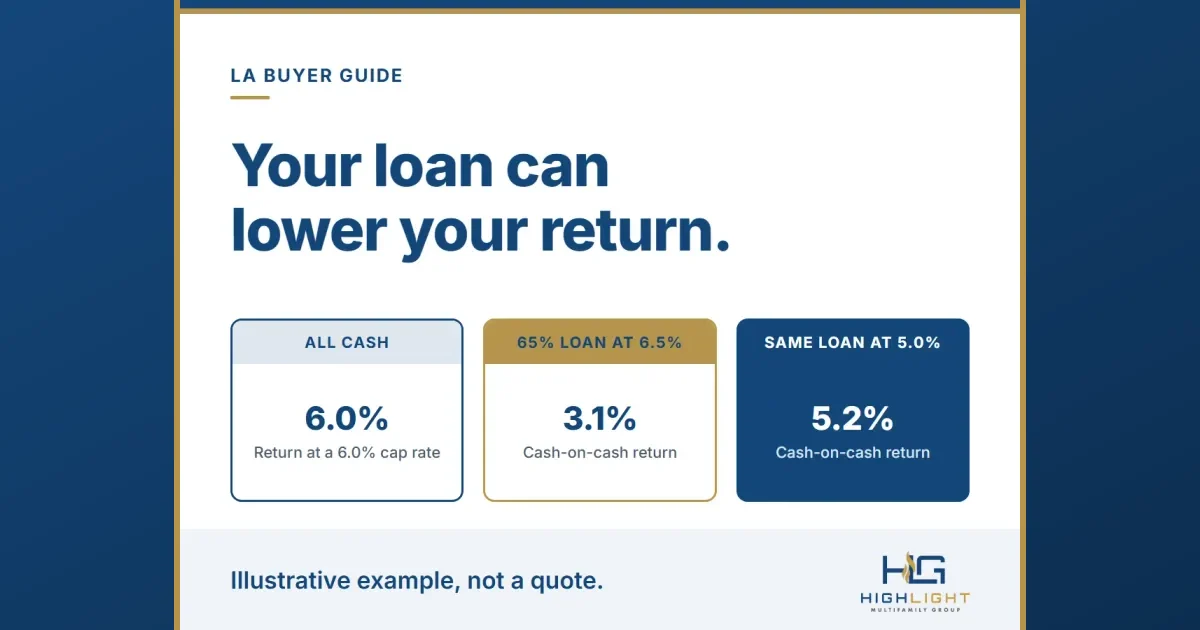 LA BUYER GUIDE
Your loan can
lower your return.
ALL CASH
6.0%
Return at a 6.0% cap rate
65% LOAN AT 6.5%
3.1%
Cash-on-cash return
SAME LOAN AT 5.0%
5.2%
Cash-on-cash return
Illustrative example, not a quote.
HLG
HIGHLIGHT
MULTIFAMILY GROUP